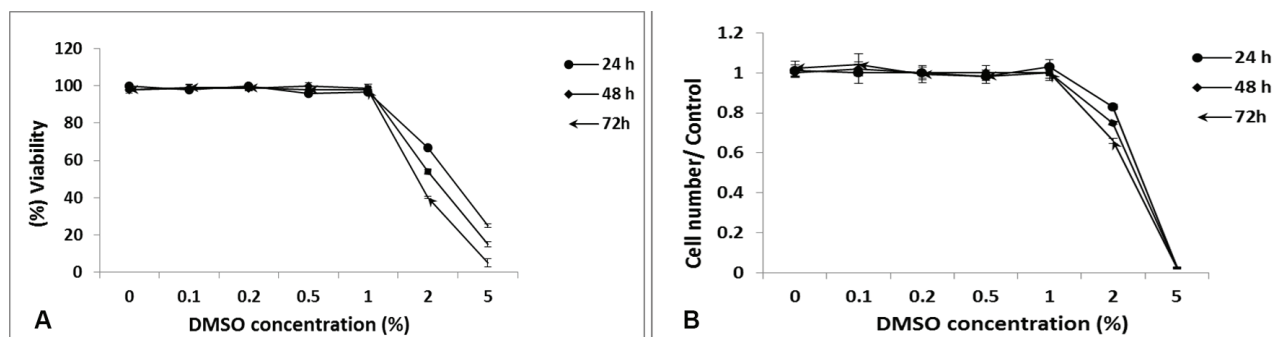 120
100
80
60
40
20
0
(%) Viability
0 0.1 0.2 0.5 1 2 5
DMSO concentration (%)
24 h
48 h
72h
A
1.2
1
0.8
0.6
0.4
0.2
0
Cell number/ Control
0 0.1 0.2 0.5 1 2 5
DMSO concentration (%)
24 h
48 h
72h
B